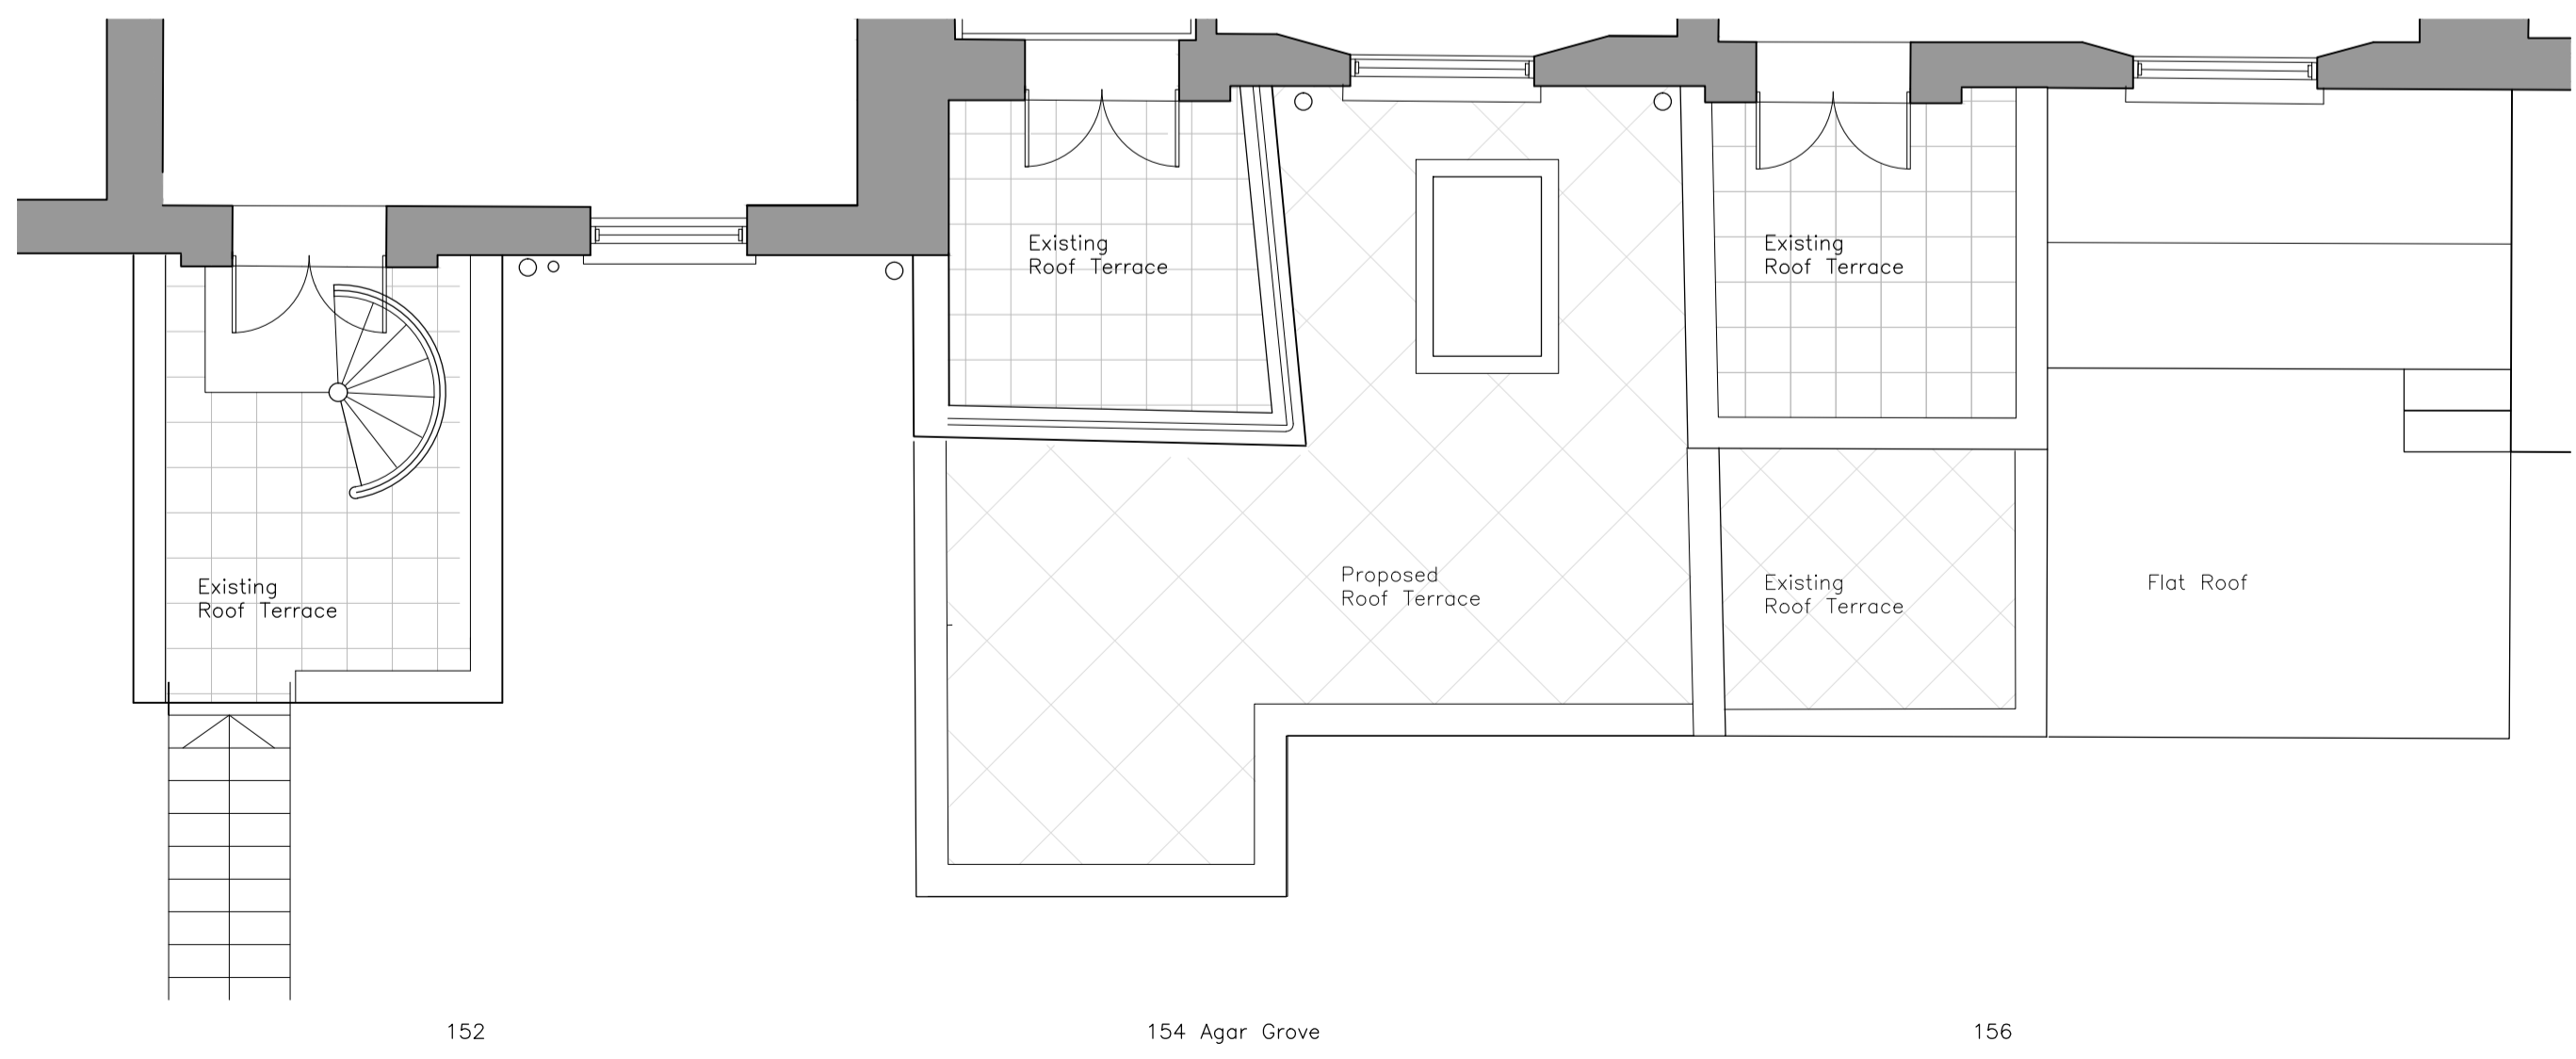 Existing
Roof Terrace
Existing
Roof Terrace
Existing
Roof Terrace
Proposed
Roof Terrace
Existing
Roof Terrace
Flat Roof
152
154 Agar Grove
156